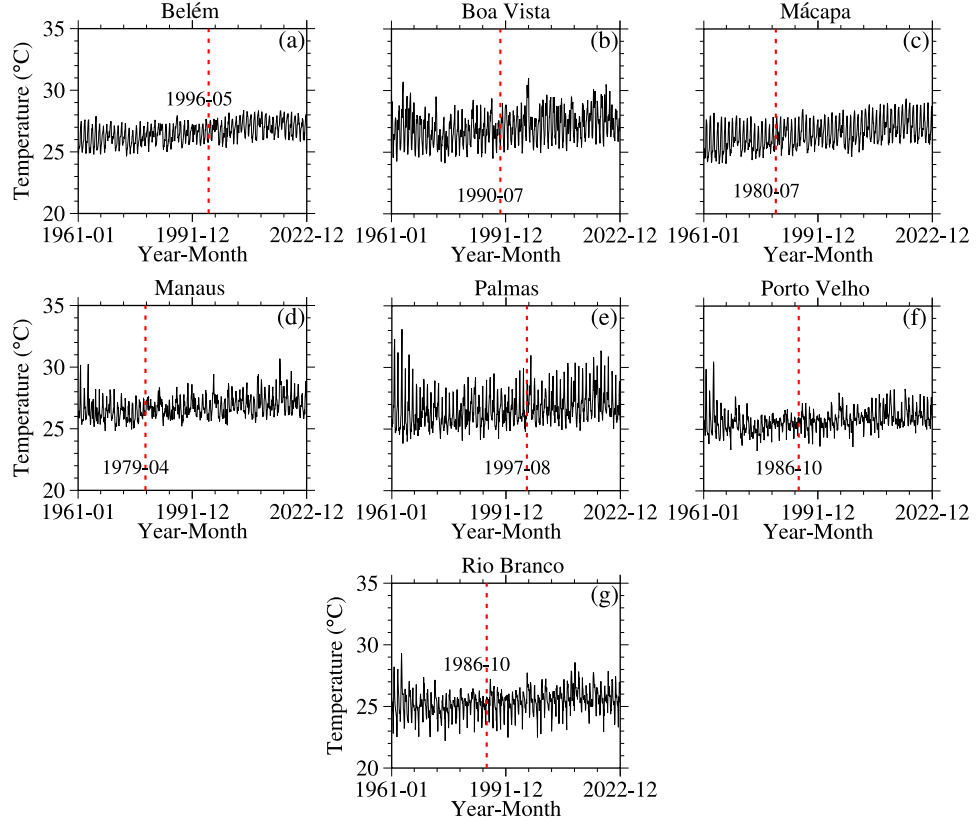 Belém
Boa Vista
Mácapa
Temperature (°C)
35
30
25
20
(a)
1996-05
1961-01
1991-12
2022-12
Year-Month
(b)
1990-07
1961-01
1991-12
2022-12
Year-Month
(c)
1980-07
1961-01
1991-12
2022-12
Year-Month
Manaus
Palmas
Porto Velho
Temperature (°C)
35
30
25
20
(d)
1979-04
1961-01
1991-12
2022-12
Year-Month
(e)
1997-08
1961-01
1991-12
2022-12
Year-Month
(f)
1986-10
1961-01
1991-12
2022-12
Year-Month
Rio Branco
Temperature (°C)
35
30
25
20
(g)
1986-10
1961-01
1991-12
2022-12
Year-Month